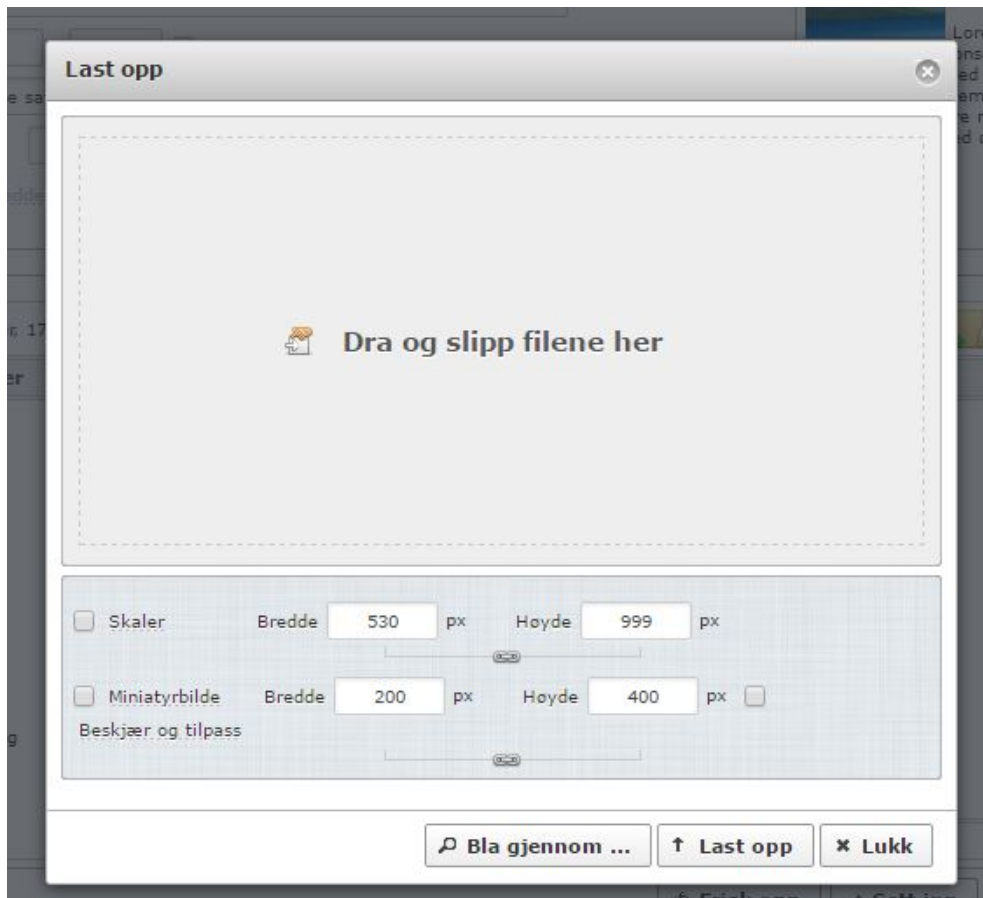 Last opp
Dra og slipp filene her
Skaler Bredde 530 px Høyde 999 px
Miniatyrbilde Bredde 200 px Høyde 400 px
Beskjær og tilpass
Bla gjennom ...
Last opp
Lukk